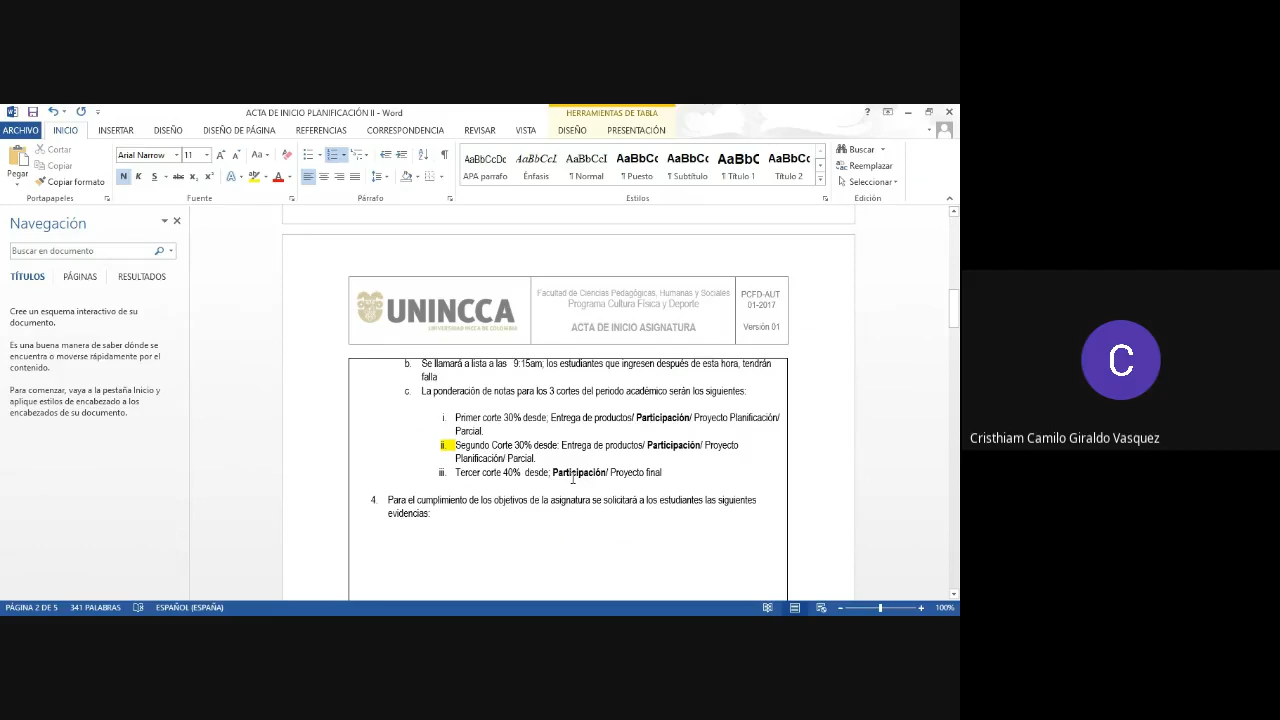 ACTA DE INICIO PLANIFICACIÓN II - Word
HERRAMIENTAS DE TABLA
ARCHIVO INICIO INSERTAR DISEÑO DISEÑO DE PÁGINA REFERENCIAS CORRESPONDENCIA REVISAR VISTA DISEÑO PRESENTACIÓN
Pegar
Cortar
Copiar
Copiar formato
Portapapeles
Arial Narrow 11
Fuente
Párrafo
AaBbCcDc AaBbCcL AaBbCcI AaBbCc AaBbCc AaBbC AaBbCc
APA parrafo Énfasis ¶ Normal ¶ Puesto ¶ Subtítulo ¶ Título 1 Título 2
Estilos
Buscar
Reemplazar
Seleccionar
Edición
Navegación
Buscar en documento
TÍTULOS PÁGINAS RESULTADOS
Cree un esquema interactivo de su
documento.
Es una buena manera de saber dónde se
encuentra o moverse rápidamente por el
contenido.
Para comenzar, vaya a la pestaña Inicio y
aplique estilos de encabezado a los
encabezados de su documento.
UNINCCA
UNIVERSIDAD INCCA DE COLOMBIA
Facultad de Ciencias Pedagógicas, Humanas y Sociales
Programa Cultura Física y Deporte
ACTA DE INICIO ASIGNATURA
PCFD-AUT
01-2017
Versión 01
b. Se llamará a lista a las 9:15am; los estudiantes que ingresen después de esta hora, tendrán
falla
c. La ponderación de notas para los 3 cortes del periodo académico serán los siguientes:
i. Primer corte 30% desde; Entrega de productos/ Participación/ Proyecto Planificación/
Parcial.
ii. Segundo Corte 30% desde: Entrega de productos/ Participación/ Proyecto
Planificación/ Parcial.
iii. Tercer corte 40% desde; Participación/ Proyecto final
4. Para el cumplimiento de los objetivos de la asignatura se solicitará a los estudiantes las siguientes
evidencias:
PÁGINA 2 DE 5 341 PALABRAS ESPAÑOL (ESPAÑA) 100%
C
Cristhiam Camilo Giraldo Vasquez